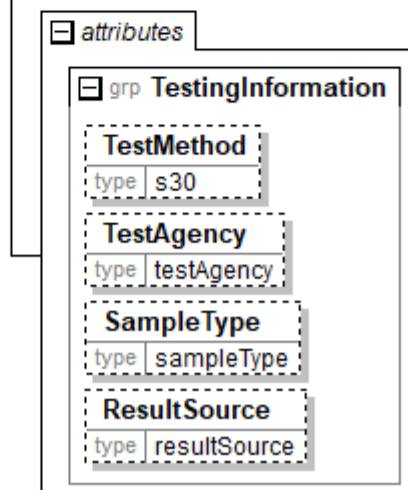 attributes
grp TestingInformation
TestMethod
type s30
TestAgency
type testAgency
SampleType
type sampleType
ResultSource
type resultSource